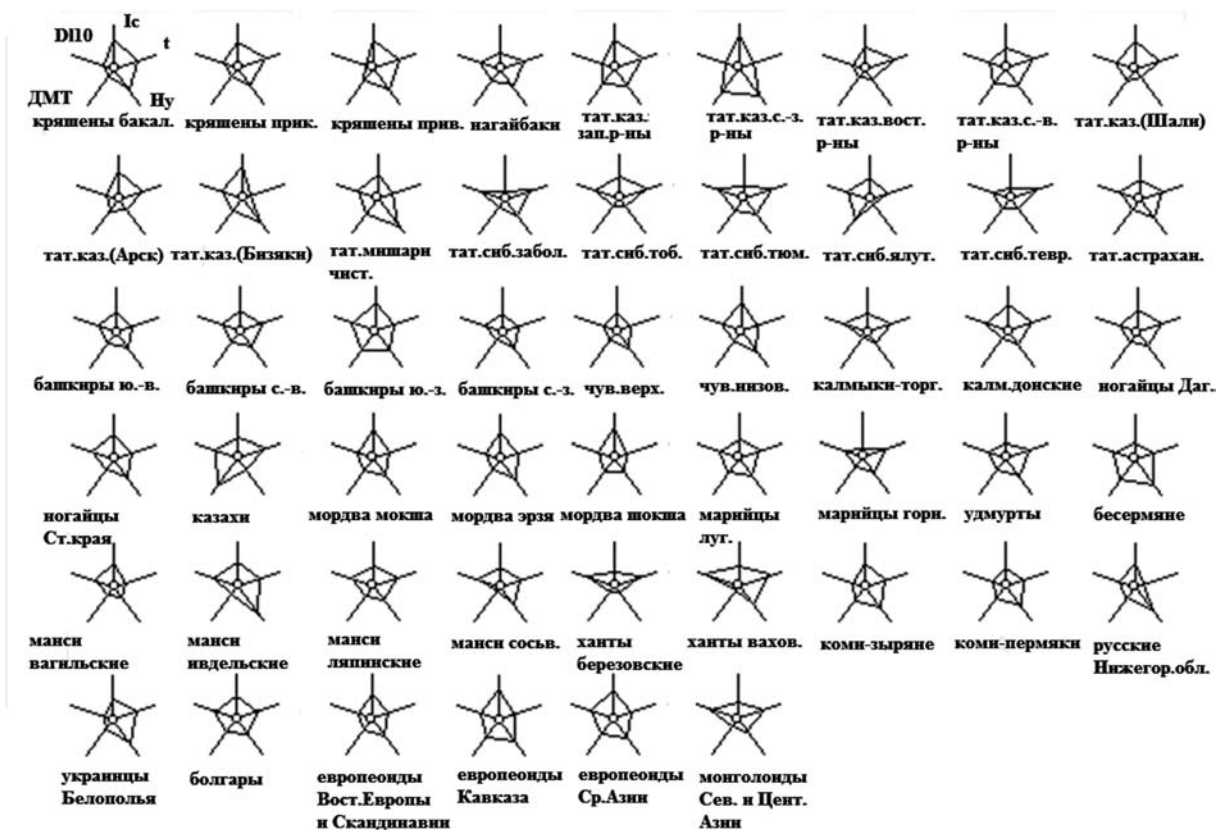 Ic
Dl10
t
ДМТ
Hy
кряшены бакал.
кряшены прик.
кряшены прив.
нагайбаки
тат.каз.
зап.р-ны
тат.каз.с.-з.
р-ны
тат.каз.вост.
р-ны
тат.каз.с.-в.
р-ны
тат.каз.(Шали)
тат.каз.(Арск)
тат.каз.(Бизяки)
тат.мишари
чист.
тат.сиб.забол.
тат.сиб.тоб.
тат.сиб.тюм.
тат.сиб.ялут.
тат.сиб.тевр.
тат.астрахан.
башкиры ю.-в.
башкиры с.-в.
башкиры ю.-з.
башкиры с.-з.
чув.верх.
чув.низов.
калмыки-торг.
калм.донские
ногайцы Даг.
ногайцы
Ст.края
казахи
мордва мокша
мордва эрзя
мордва шокша
марийцы
луг.
марийцы горн.
удмурты
бесермяне
манси
вагильские
манси
ивдельские
манси
ляпинские
манси сосьв.
ханты
березовские
ханты вахов.
коми-зыряне
коми-пермяки
русские
Нижегор.обл.
украинцы
Белополья
болгары
европеоиды
Вост.Европы
и Скандинавии
европеоиды
Кавказа
европеоиды
Ср.Азии
монголоиды
Сев. и Цент.
Азии